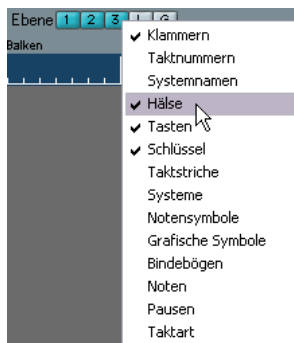 Ebene 1 2 3 L G
Balken
Klammern
Taktnummern
Systemnamen
Hälse
Tasten
Schlüssel
Taktstriche
Systeme
Notensymbole
Grafische Symbole
Bindebögen
Noten
Pausen
Taktart